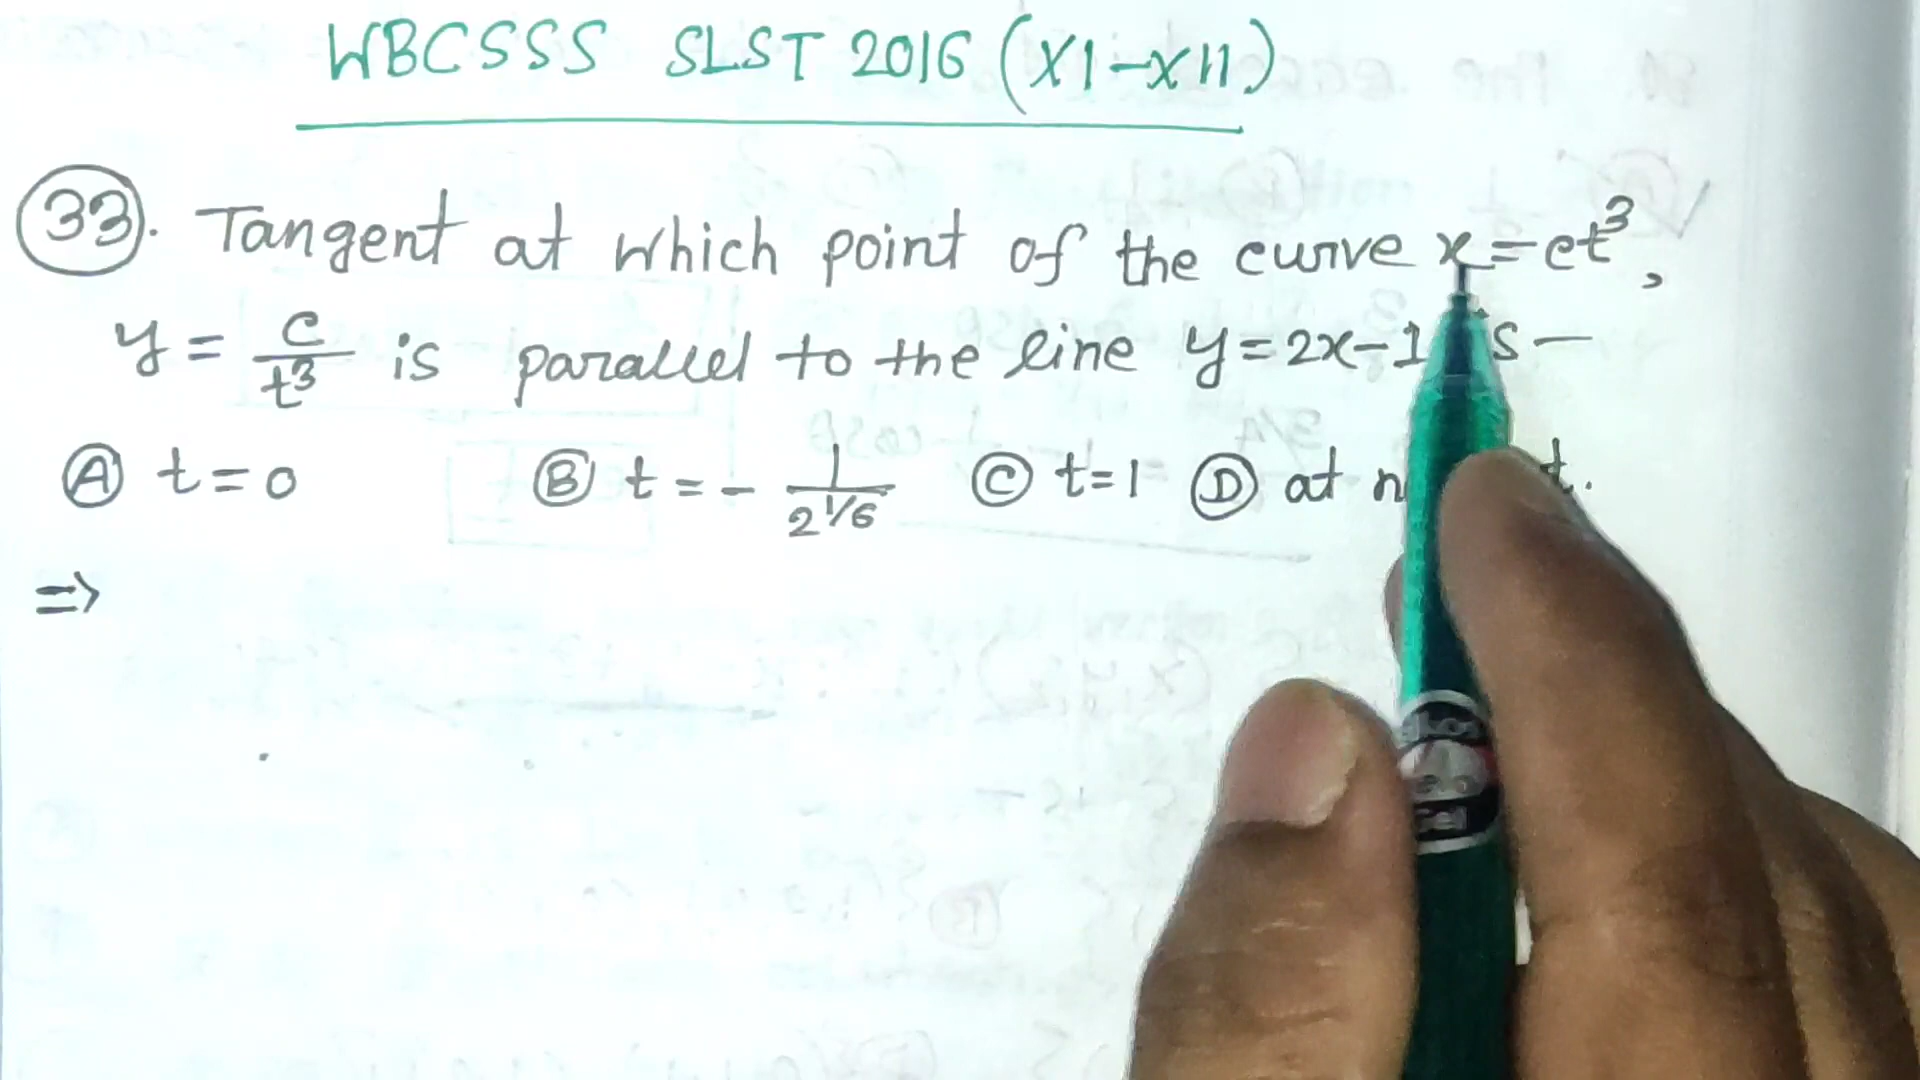 WBCSSS SLST 2016 (XI-XII)
33. Tangent at which point of the curve x=ct³,
y = c/t³ is parallel to the line y=2x-1 is —
Ⓐ t=0 Ⓑ t = - 1/2^1/6 Ⓒ t=1 Ⓓ at
=>